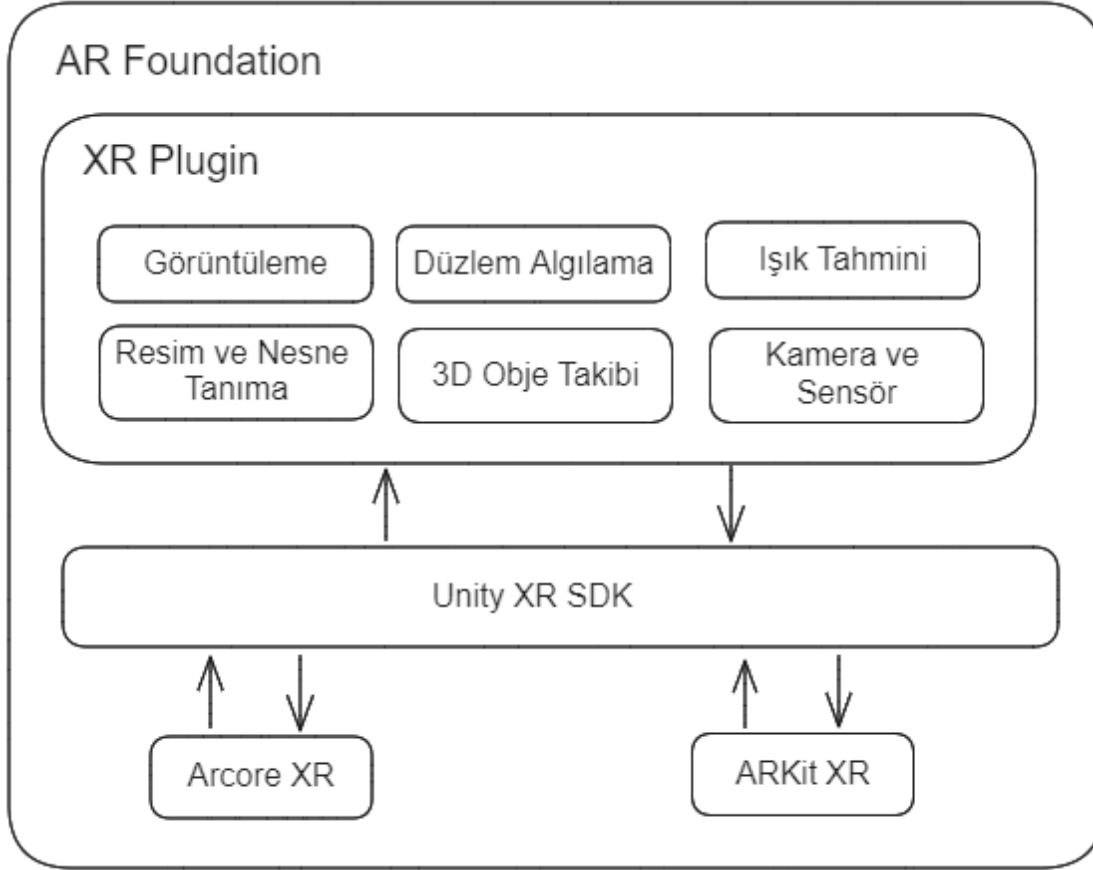 AR Foundation
XR Plugin
Görüntüleme
Düzlem Algılama
Işık Tahmini
Resim ve Nesne
Tanıma
3D Obje Takibi
Kamera ve
Sensör
Unity XR SDK
Arcore XR
ARKit XR